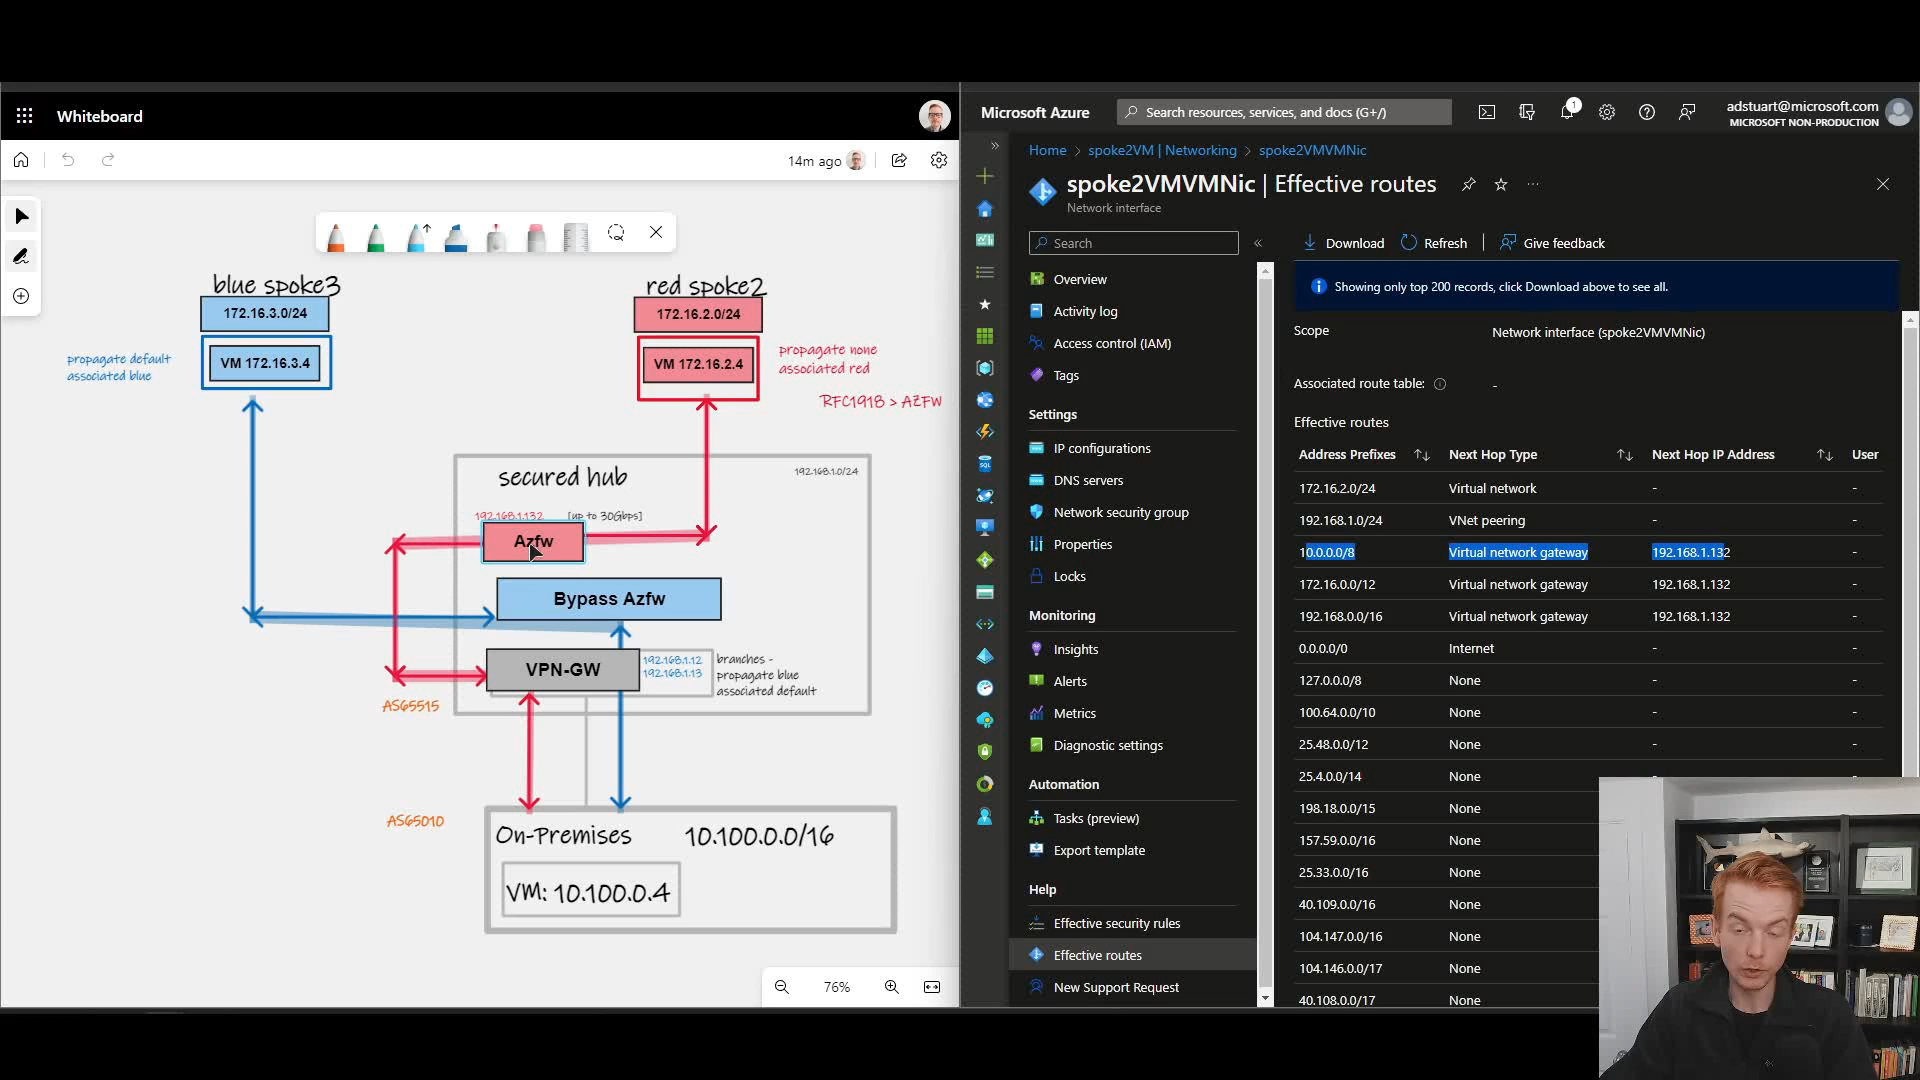 Whiteboard
14m ago
blue spoke3
172.16.3.0/24
VM 172.16.3.4
propagate default
associated blue
red spoke2
172.16.2.0/24
VM 172.16.2.4
propagate none
associated red
RFC1918 > AZFW
secured hub
192.168.1.0/24
192.168.1.132
[up to 30Gbps]
Azfw
Bypass Azfw
VPN-GW
192.168.1.12
192.168.1.13
branches -
propagate blue
associated default
AS65515
AS65010
On-Premises
10.100.0.0/16
VM: 10.100.0.4
76%
Microsoft Azure
Search resources, services, and docs (G+/)
1
adstuart@microsoft.com
MICROSOFT NON-PRODUCTION
Home > spoke2VM | Networking > spoke2VMVMNic
spoke2VMVMNic | Effective routes
Network interface
Search
Overview
Activity log
Access control (IAM)
Tags
Settings
IP configurations
DNS servers
Network security group
Properties
Locks
Monitoring
Insights
Alerts
Metrics
Diagnostic settings
Automation
Tasks (preview)
Export template
Help
Effective security rules
Effective routes
New Support Request
Download
Refresh
Give feedback
Showing only top 200 records, click Download above to see all.
Scope Network interface (spoke2VMVMNic)
Associated route table: -
Effective routes
Address Prefixes Next Hop Type Next Hop IP Address User
172.16.2.0/24 Virtual network - -
192.168.1.0/24 VNet peering - -
10.0.0.0/8 Virtual network gateway 192.168.1.132 -
172.16.0.0/12 Virtual network gateway 192.168.1.132 -
192.168.0.0/16 Virtual network gateway 192.168.1.132 -
0.0.0.0/0 Internet - -
127.0.0.0/8 None - -
100.64.0.0/10 None - -
25.48.0.0/12 None - -
25.4.0.0/14 None - -
198.18.0.0/15 None
157.59.0.0/16 None
25.33.0.0/16 None
40.109.0.0/16 None
104.147.0.0/16 None
104.146.0.0/17 None
40.108.0.0/17 None